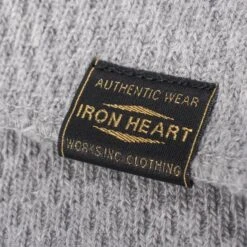 AUTHENTIC WEAR
IRON HEART
WORKS.INC. CLOTHING